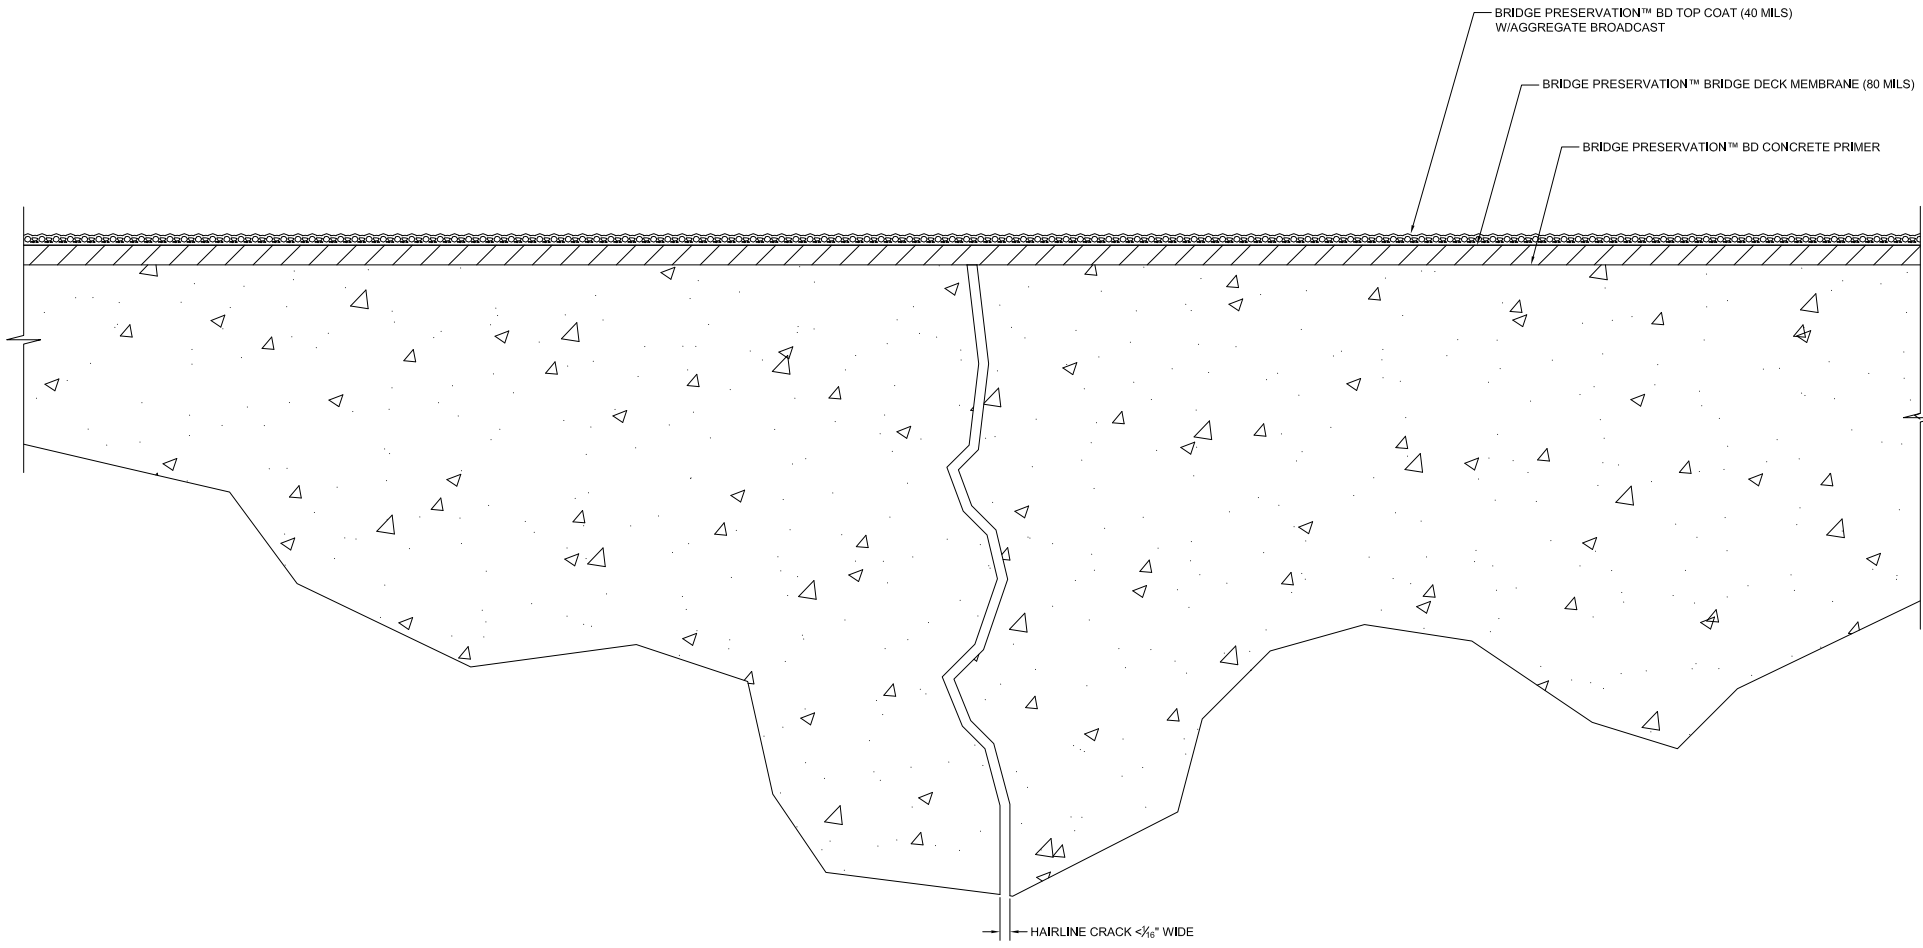 BRIDGE PRESERVATION™ BD TOP COAT (40 MILS)
W/AGGREGATE BROADCAST
BRIDGE PRESERVATION™ BRIDGE DECK MEMBRANE (80 MILS)
BRIDGE PRESERVATION™ BD CONCRETE PRIMER
HAIRLINE CRACK <1/16" WIDE